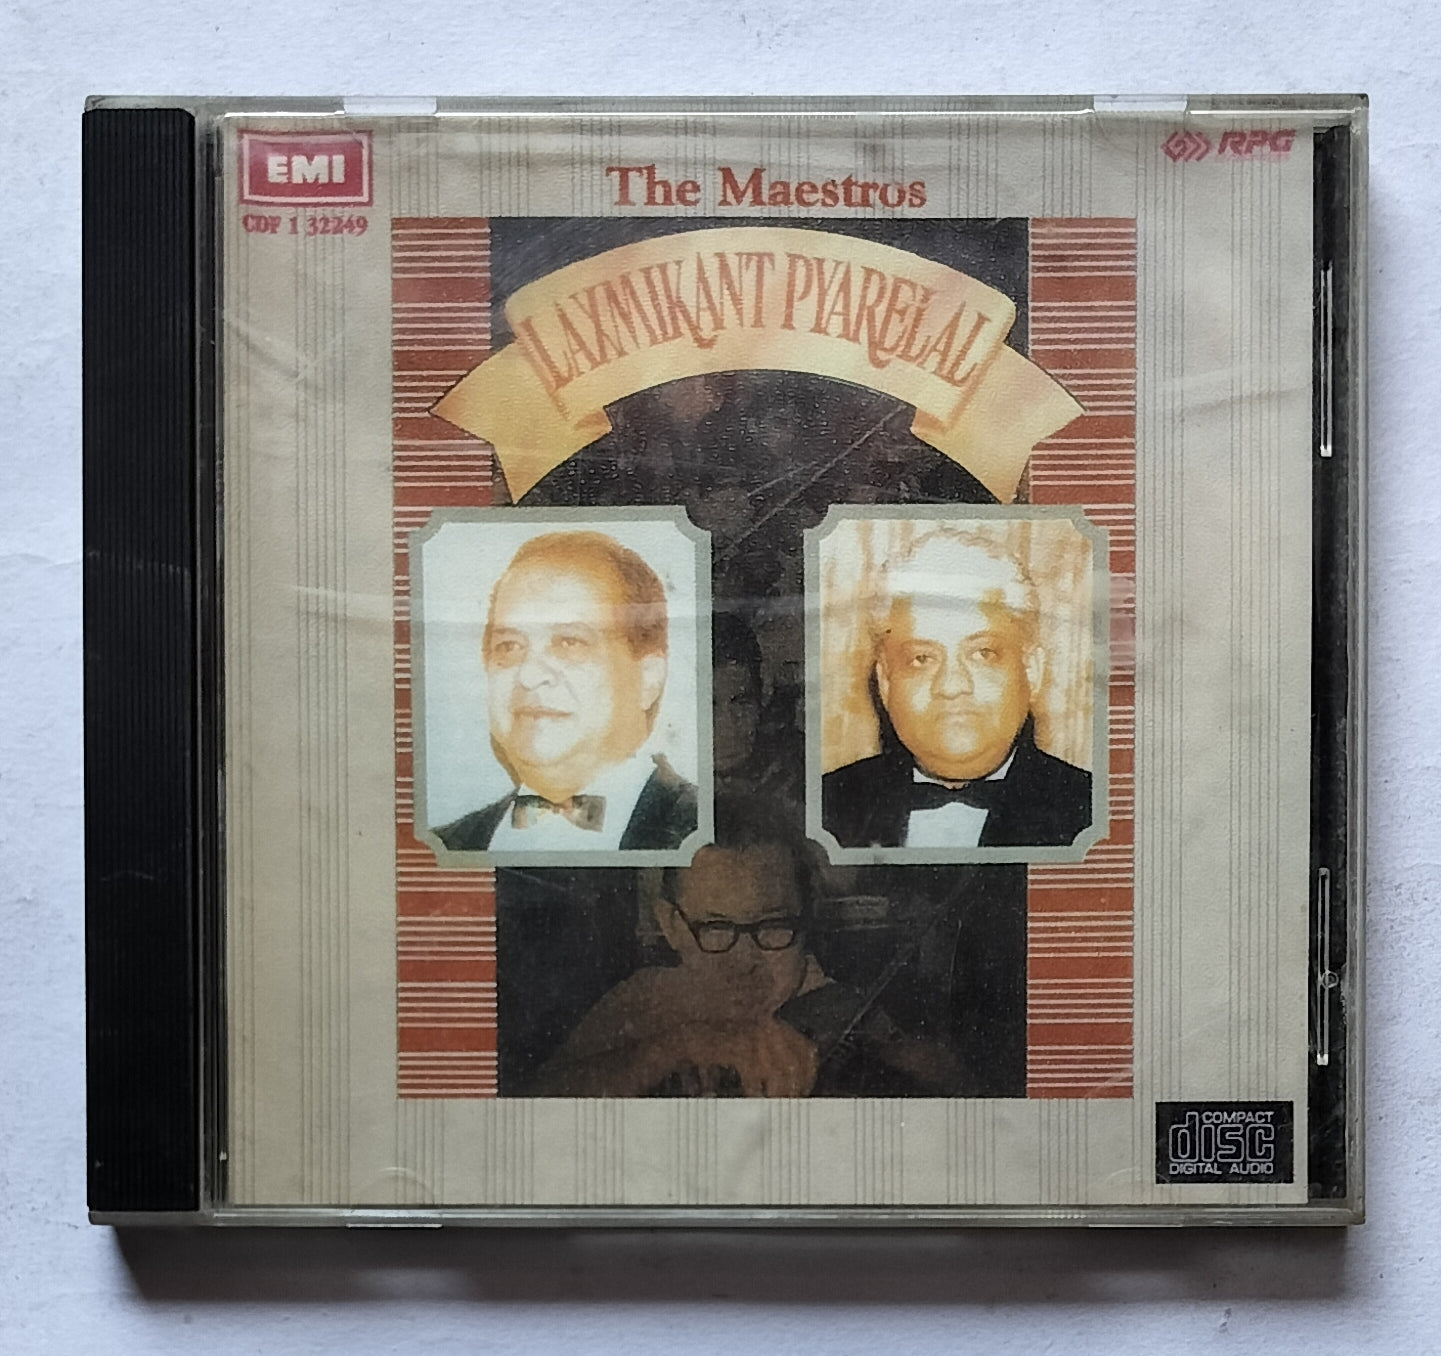 EMI
CDF 1 32249
RPG
The Maestros
LAXMIKANT PYARELAL
COMPACT
disc
DIGITAL AUDIO